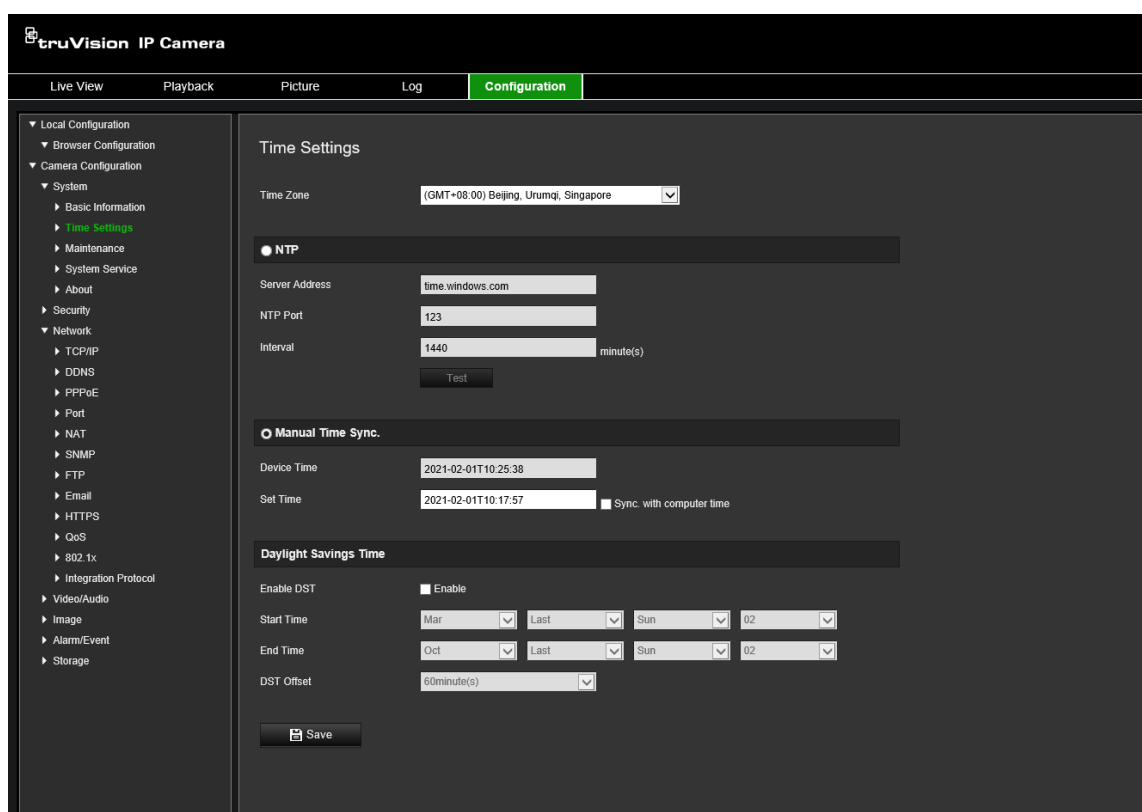 truVision IP Camera
Live View Playback Picture Log Configuration
Local Configuration
Browser Configuration
Camera Configuration
System
Basic Information
Time Settings
Maintenance
System Service
About
Security
Network
TCP/IP
DDNS
PPPoE
Port
NAT
SNMP
FTP
Email
HTTPS
QoS
802.1x
Integration Protocol
Video/Audio
Image
Alarm/Event
Storage
Time Settings
Time Zone (GMT+08:00) Beijing, Urumqi, Singapore
NTP
Server Address time.windows.com
NTP Port 123
Interval 1440 minute(s)
Test
Manual Time Sync.
Device Time 2021-02-01T10:25:38
Set Time 2021-02-01T10:17:57 Sync. with computer time
Daylight Savings Time
Enable DST Enable
Start Time Mar Last Sun 02
End Time Oct Last Sun 02
DST Offset 60minute(s)
Save